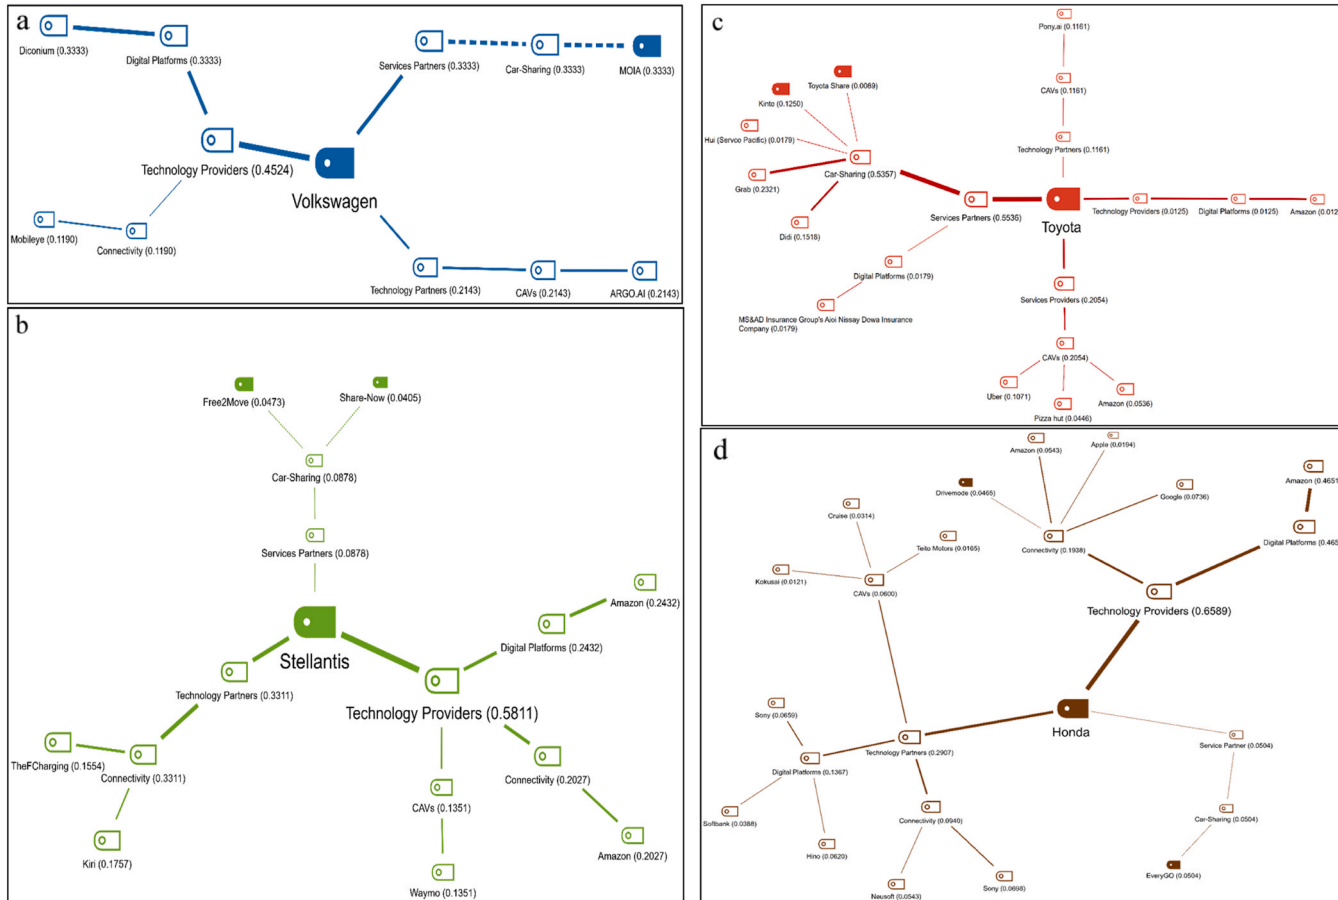 a
Diconium (0.3333)
Digital Platforms (0.3333)
Services Partners (0.3333)
Car-Sharing (0.3333)
MOIA (0.3333)
Technology Providers (0.4524)
Volkswagen
Mobileye (0.1190)
Connectivity (0.1190)
Technology Partners (0.2143)
CAVs (0.2143)
ARGO.AI (0.2143)
b
Free2Move (0.0473)
Share-Now (0.0405)
Car-Sharing (0.0878)
Services Partners (0.0878)
Amazon (0.2432)
Digital Platforms (0.2432)
Stellantis
Technology Partners (0.3311)
Technology Providers (0.5811)
TheFCharging (0.1554)
Connectivity (0.3311)
Connectivity (0.2027)
CAVs (0.1351)
Kiri (0.1757)
Amazon (0.2027)
Waymo (0.1351)
c
Pony.ai (0.1161)
Toyota Share (0.0089)
CAVs (0.1161)
Kinto (0.1250)
Hui (Servco Pacific) (0.0179)
Technology Partners (0.1161)
Car-Sharing (0.5357)
Grab (0.2321)
Services Partners (0.5536)
Technology Providers (0.0125)
Digital Platforms (0.0125)
Amazon (0.012
Toyota
Didi (0.1518)
Digital Platforms (0.0179)
Services Providers (0.2054)
MS&AD Insurance Group's Aioi Nissay Dowa Insurance
Company (0.0179)
CAVs (0.2054)
Uber (0.1071)
Amazon (0.0536)
Pizza hut (0.0446)
d
Amazon (0.0543)
Apple (0.0194)
Amazon (0.4651)
Drivemode (0.0465)
Google (0.0736)
Cruise (0.0314)
Connectivity (0.1938)
Digital Platforms (0.465
Teito Motors (0.0165)
Kokusai (0.0121)
CAVs (0.0600)
Technology Providers (0.6589)
Sony (0.0659)
Honda
Technology Partners (0.2907)
Service Partner (0.0504)
Digital Platforms (0.1367)
Softbank (0.0388)
Connectivity (0.0940)
Car-Sharing (0.0504)
Hino (0.0620)
EveryGO (0.0504)
Neusoft (0.0543)
Sony (0.0698)